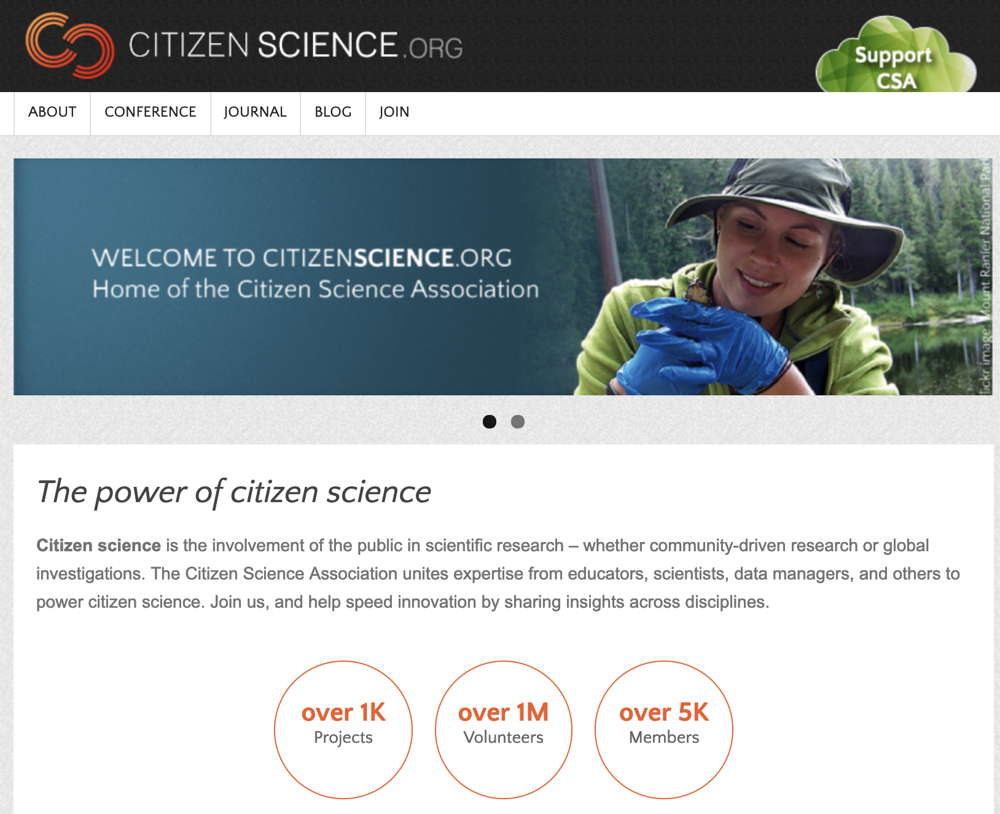 CITIZEN SCIENCE.ORG
Support
CSA
ABOUT
CONFERENCE
JOURNAL
BLOG
JOIN
WELCOME TO CITIZENSCIENCE.ORG
Home of the Citizen Science Association
flickr image: Mount Ranier National Park
The power of citizen science
Citizen science is the involvement of the public in scientific research – whether community-driven research or global
investigations. The Citizen Science Association unites expertise from educators, scientists, data managers, and others to
power citizen science. Join us, and help speed innovation by sharing insights across disciplines.
over 1K
Projects
over 1M
Volunteers
over 5K
Members